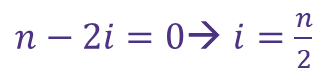 n − 2i = 0 → i = n/2